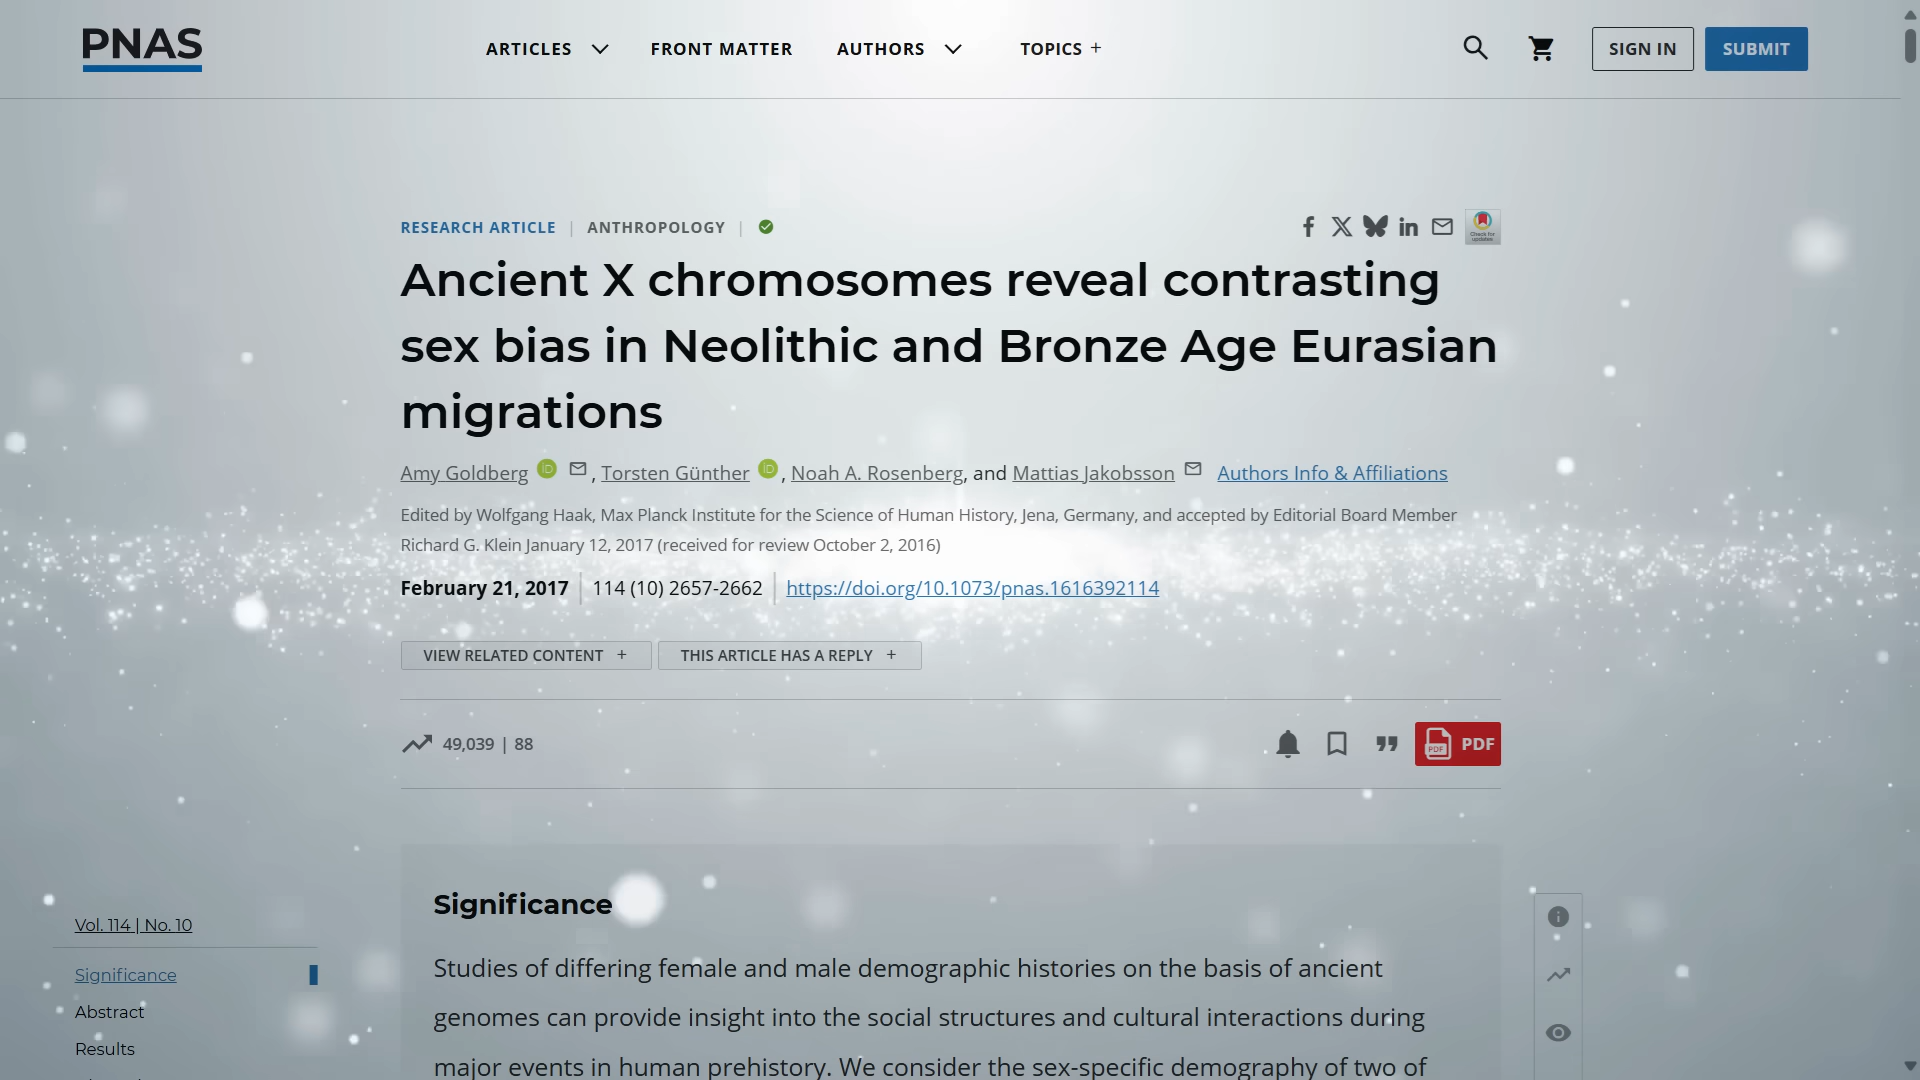 PNAS
ARTICLES FRONT MATTER AUTHORS TOPICS + SIGN IN SUBMIT
RESEARCH ARTICLE | ANTHROPOLOGY |
Check for updates
Ancient X chromosomes reveal contrasting
sex bias in Neolithic and Bronze Age Eurasian
migrations
Amy Goldberg iD , Torsten Günther iD , Noah A. Rosenberg, and Mattias Jakobsson Authors Info & Affiliations
Edited by Wolfgang Haak, Max Planck Institute for the Science of Human History, Jena, Germany, and accepted by Editorial Board Member
Richard G. Klein January 12, 2017 (received for review October 2, 2016)
February 21, 2017 | 114 (10) 2657-2662 | https://doi.org/10.1073/pnas.1616392114
VIEW RELATED CONTENT + THIS ARTICLE HAS A REPLY +
49,039 | 88 PDF PDF
Significance
Vol. 114 | No. 10
Studies of differing female and male demographic histories on the basis of ancient
Significance
Abstract
genomes can provide insight into the social structures and cultural interactions during
Results
major events in human prehistory. We consider the sex-specific demography of two of